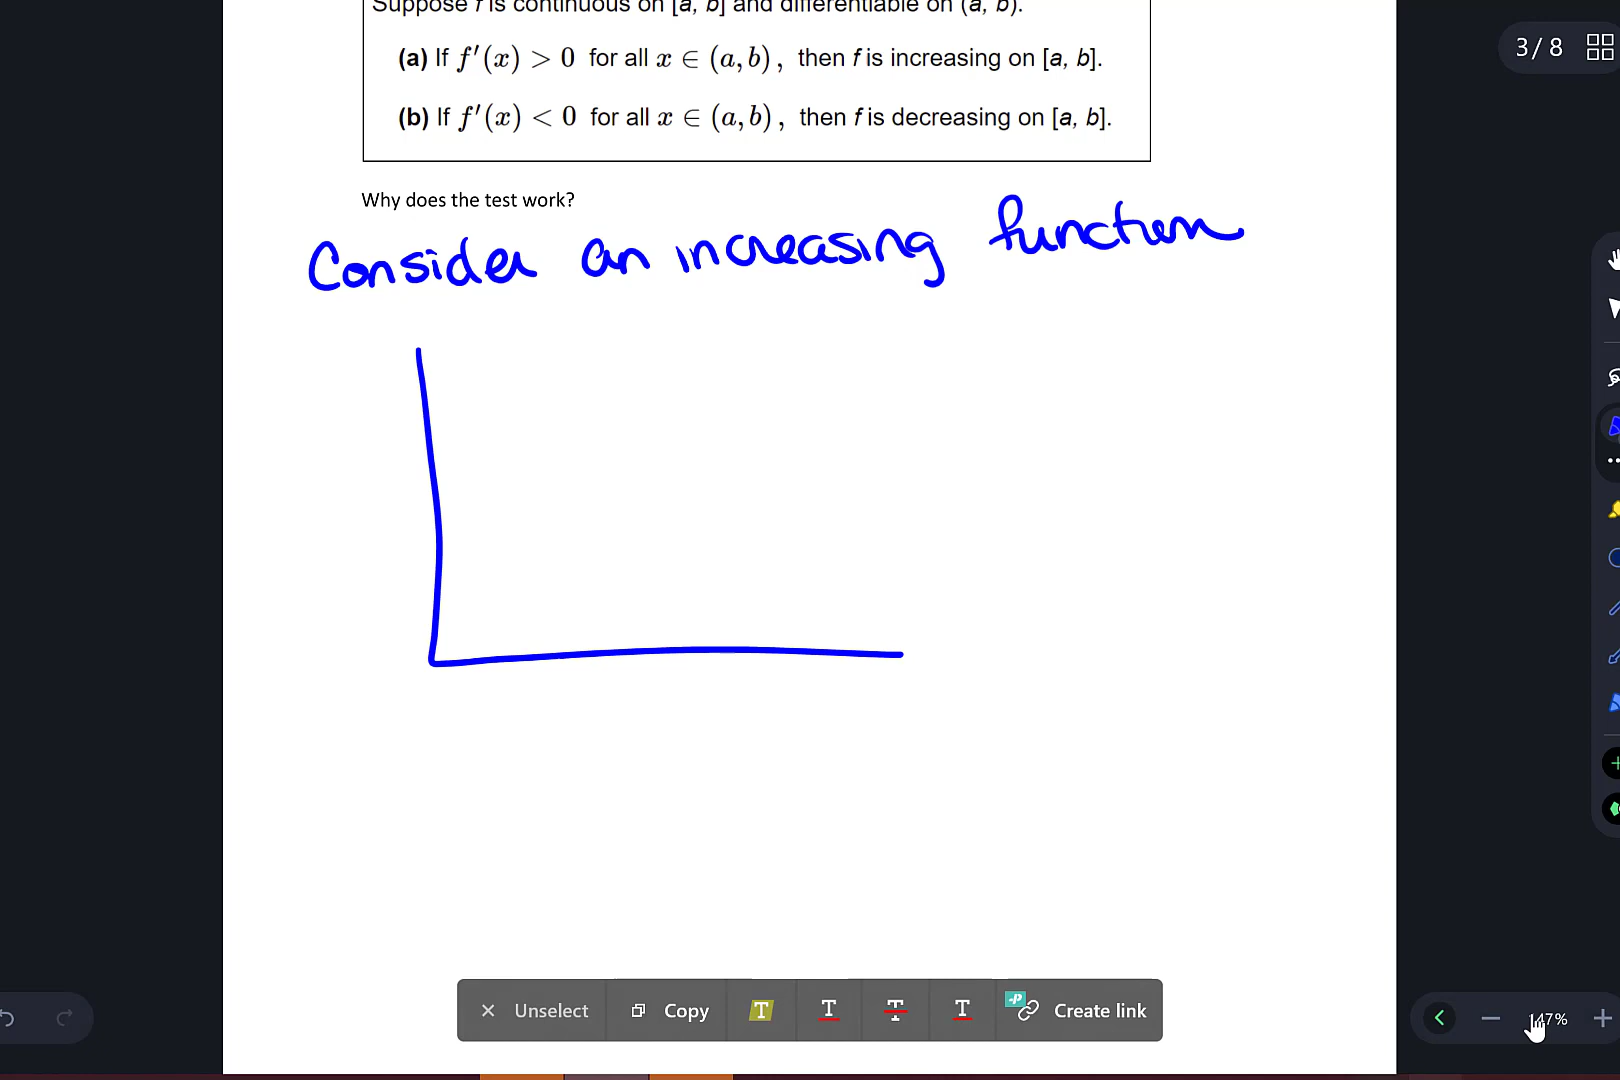 Suppose f is continuous on [a, b] and differentiable on (a, b).
3 / 8
(a) If f′(x) > 0 for all x ∈ (a, b), then f is increasing on [a, b].
(b) If f′(x) < 0 for all x ∈ (a, b), then f is decreasing on [a, b].
Why does the test work?
Consider an increasing function
Unselect Copy T T T T Create link
147%